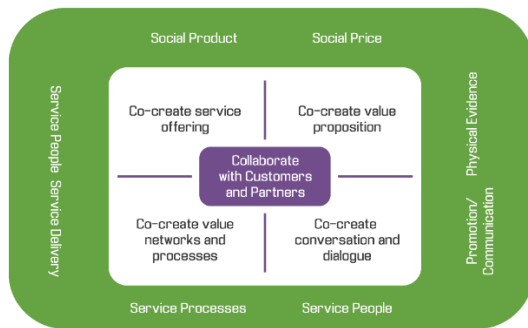 Social Product
Social Price
Service People
Service Delivery
Co-create service
offering
Co-create value
proposition
Collaborate
with Customers
and Partners
Co-create value
networks and
processes
Co-create
conversation and
dialogue
Physical Evidence
Promotion/
Communication
Service Processes
Service People